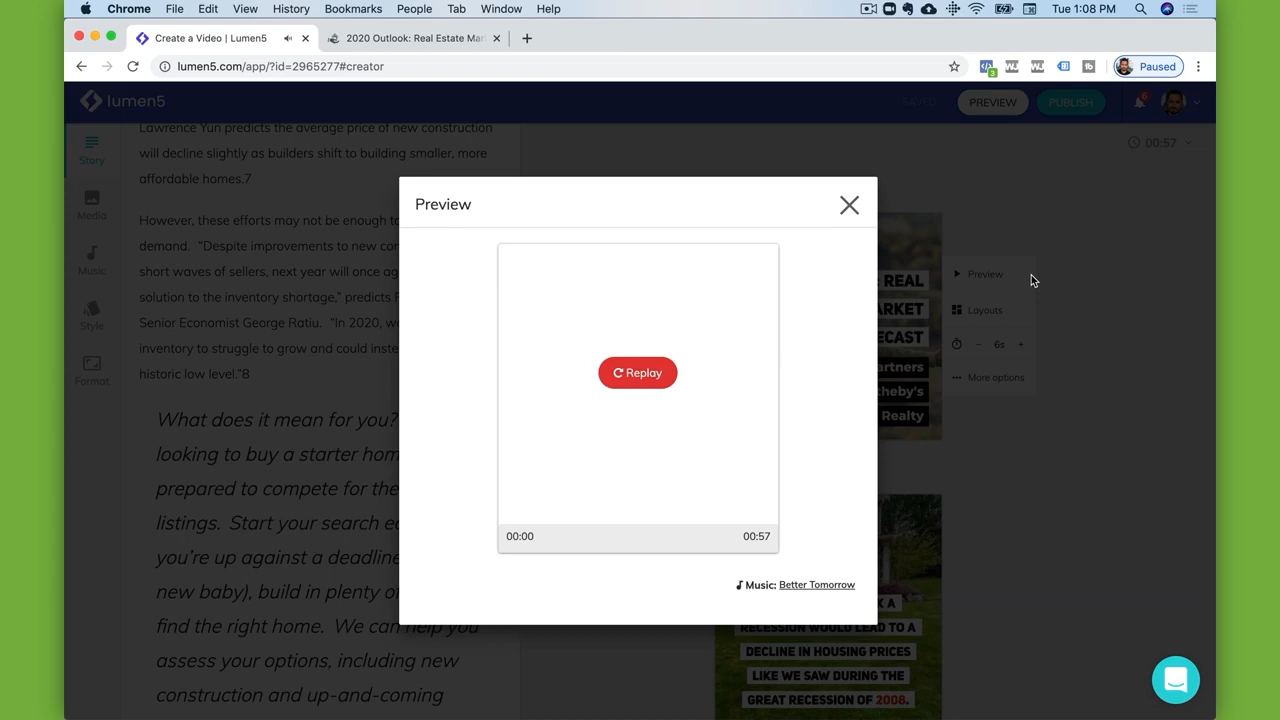 Chrome File Edit View History Bookmarks People Tab Window Help
Tue 1:08 PM
Create a Video | Lumen5
2020 Outlook: Real Estate Mar
lumen5.com/app/?id=2965277#creator
3
Paused
lumen5
SAVED
PREVIEW
PUBLISH
6
Story
Media
Music
Style
Format
Lawrence Yun predicts the average price of new construction
will decline slightly as builders shift to building smaller, more
affordable homes.7
However, these efforts may not be enough to
demand. “Despite improvements to new con
short waves of sellers, next year will once ag
solution to the inventory shortage,” predicts
Senior Economist George Ratiu. “In 2020, we
inventory to struggle to grow and could inste
historic low level.”8
What does it mean for you?
looking to buy a starter hom
prepared to compete for the
listings. Start your search ea
you’re up against a deadline
new baby), build in plenty of
find the right home. We can help you
assess your options, including new
construction and up-and-coming
Preview
Replay
00:00
00:57
Music: Better Tomorrow
00:57
REAL
MARKET
ECAST
artners
theby's
Realty
Preview
Layouts
- 6s +
More options
K A
RECESSION WOULD LEAD TO A
DECLINE IN HOUSING PRICES
LIKE WE SAW DURING THE
GREAT RECESSION OF 2008.